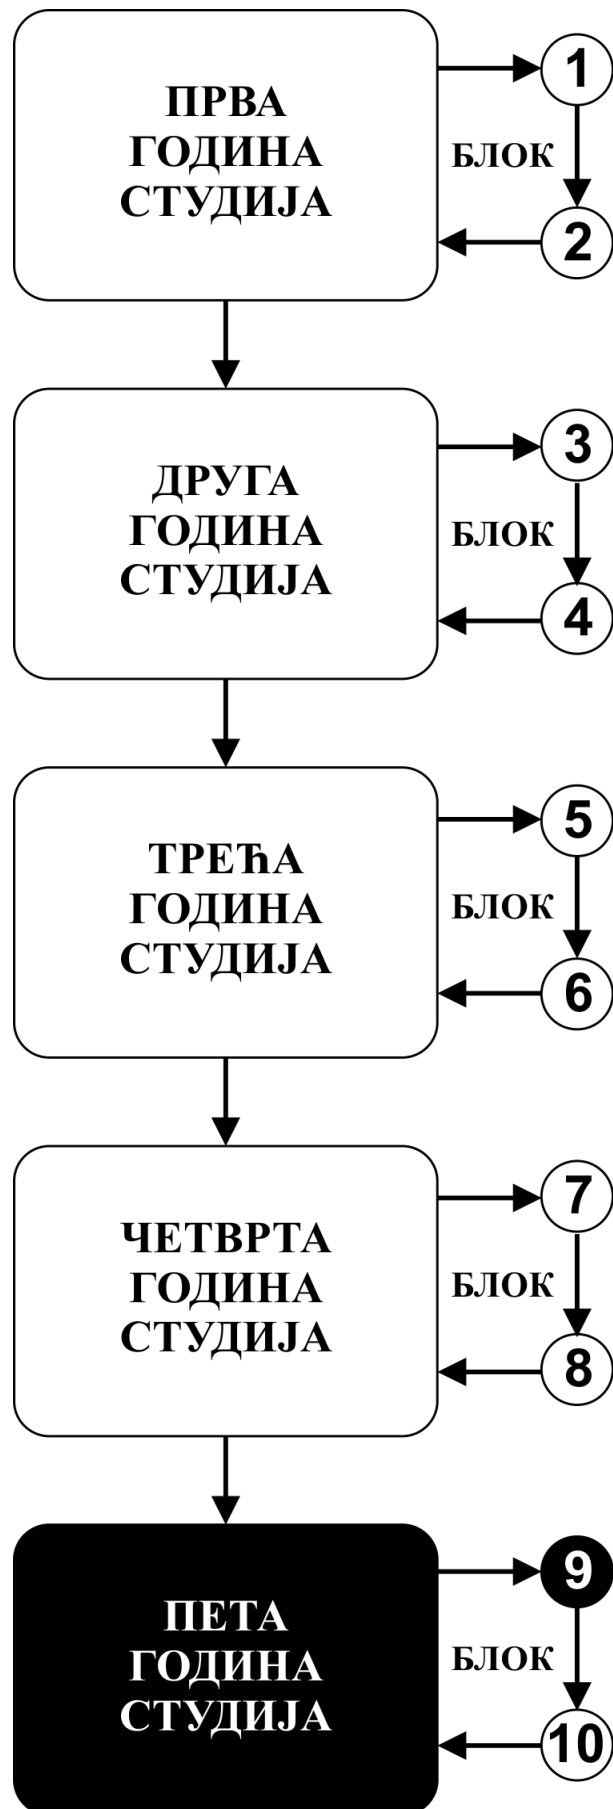 ПРВА
ГОДИНА
СТУДИЈА
1
БЛОК
2
ДРУГА
ГОДИНА
СТУДИЈА
3
БЛОК
4
ТРЕЋА
ГОДИНА
СТУДИЈА
5
БЛОК
6
ЧЕТВРТА
ГОДИНА
СТУДИЈА
7
БЛОК
8
ПЕТА
ГОДИНА
СТУДИЈА
9
БЛОК
10